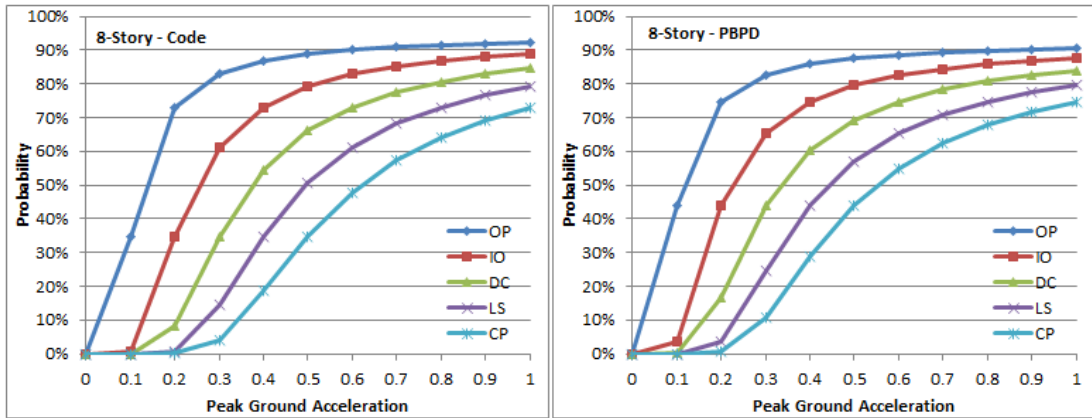 8-Story - Code
100%
90%
80%
70%
60%
50%
40%
30%
20%
10%
0%
Probability
OP
IO
DC
LS
CP
0 0.1 0.2 0.3 0.4 0.5 0.6 0.7 0.8 0.9 1
Peak Ground Acceleration
8-Story - PBPD
100%
90%
80%
70%
60%
50%
40%
30%
20%
10%
0%
Probability
OP
IO
DC
LS
CP
0 0.1 0.2 0.3 0.4 0.5 0.6 0.7 0.8 0.9 1
Peak Ground Acceleration